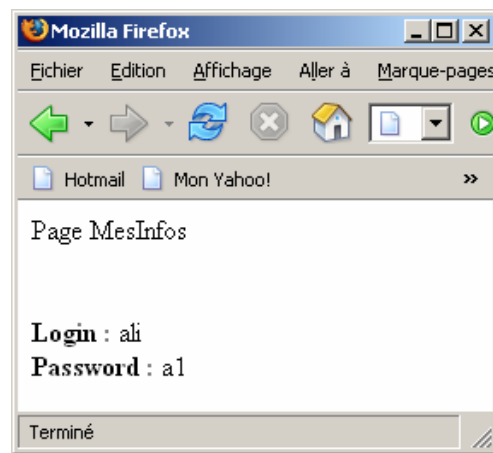 Mozilla Firefox
Fichier Edition Affichage Aller à Marque-pages
Hotmail Mon Yahoo! »
Page MesInfos
Login : ali
Password : a1
Terminé